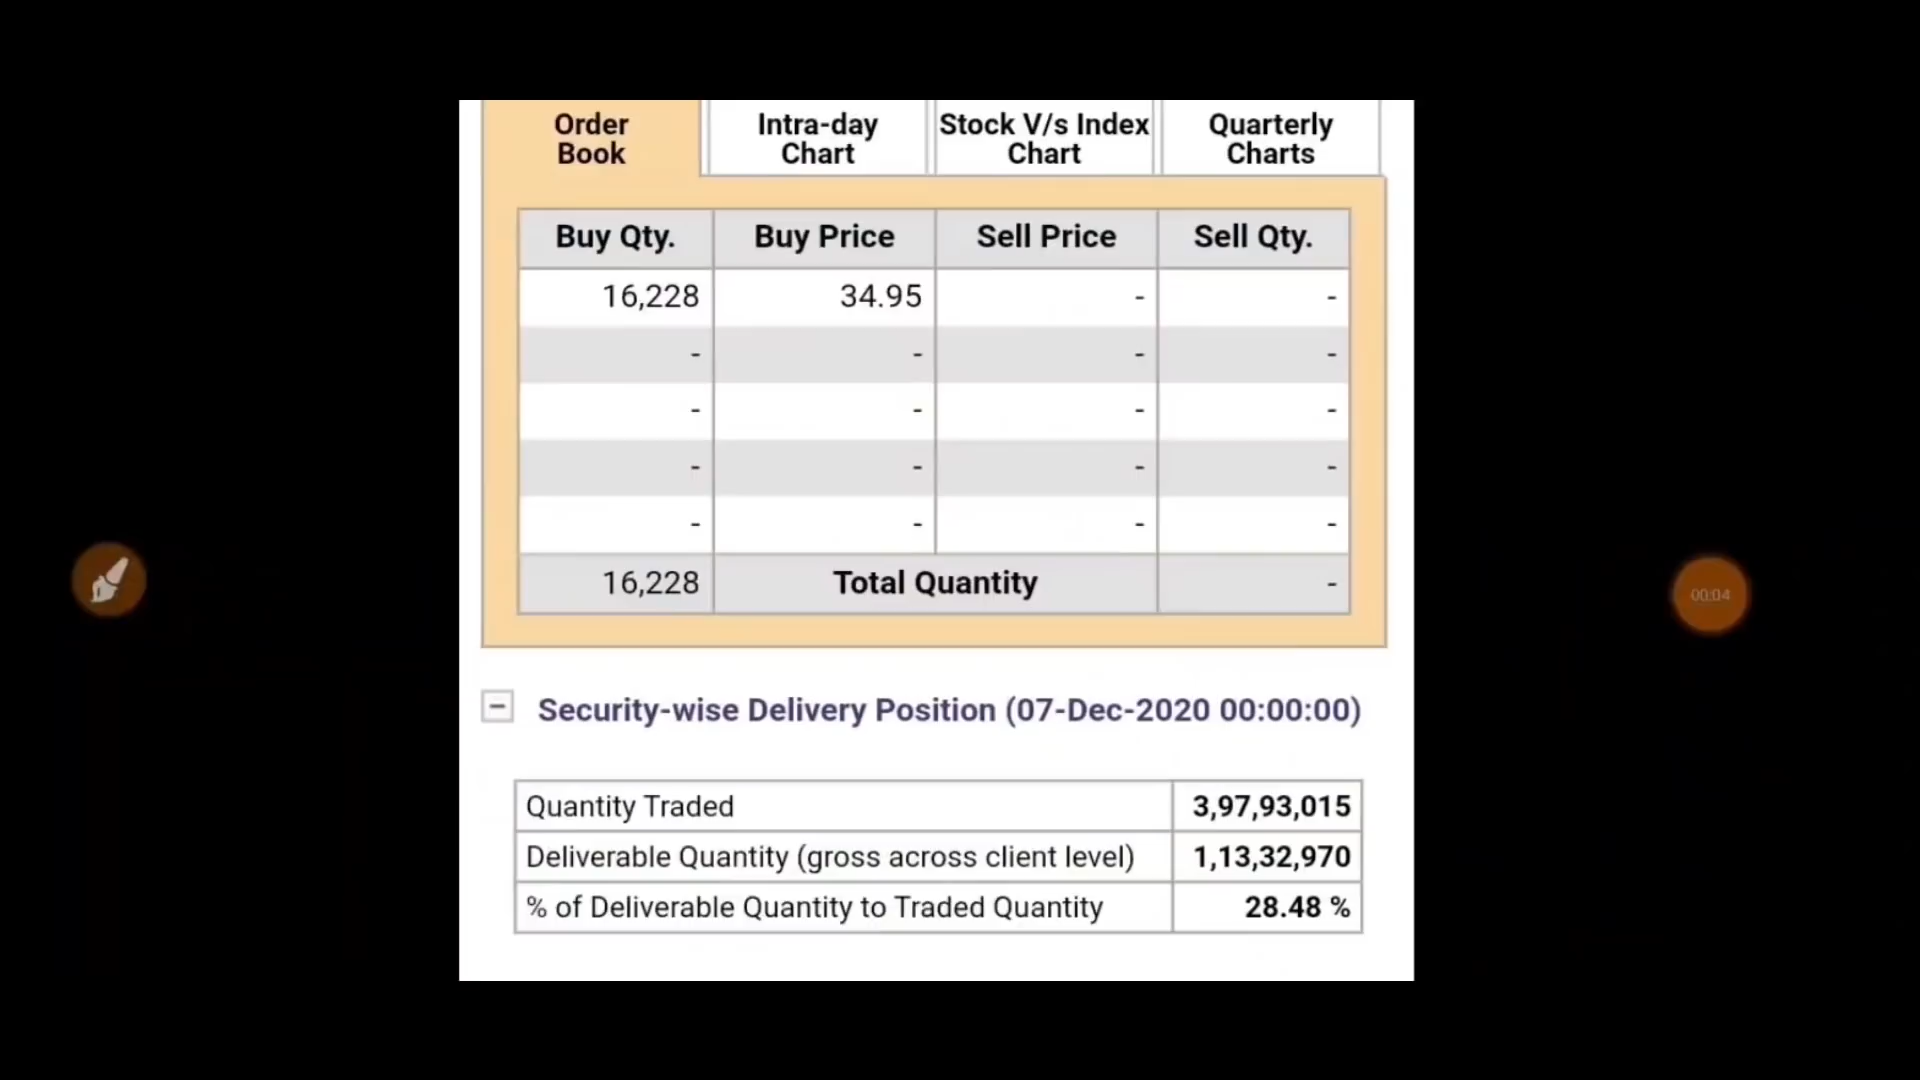 Order Book
Intra-day Chart
Stock V/s Index Chart
Quarterly Charts
Buy Qty. Buy Price Sell Price Sell Qty.
16,228 34.95 - -
- - - -
- - - -
- - - -
- - - -
16,228 Total Quantity -
00:04
Security-wise Delivery Position (07-Dec-2020 00:00:00)
Quantity Traded 3,97,93,015
Deliverable Quantity (gross across client level) 1,13,32,970
% of Deliverable Quantity to Traded Quantity 28.48 %